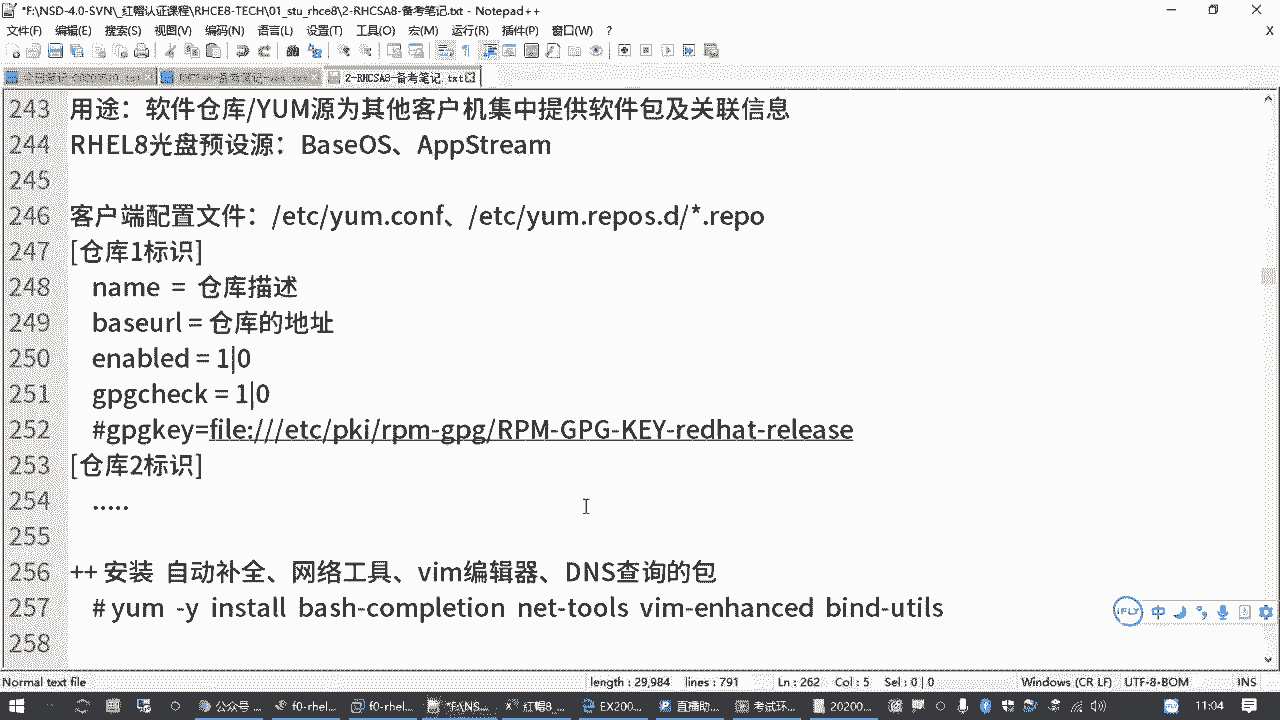 *F:\NSD-4.0-SVN\_红帽认证课程\RHCE8-TECH\01_stu_rhce8\2-RHCSA8-备考笔记.txt - Notepad++
文件(F) 编辑(E) 搜索(S) 视图(V) 编码(N) 语言(L) 设置(T) 工具(O) 宏(M) 运行(R) 插件(P) 窗口(W) ?
X
2-RHCSA8-备考笔记.txt
243 用途：软件仓库/YUM源为其他客户机集中提供软件包及关联信息
244 RHEL8光盘预设源：BaseOS、AppStream
245
246 客户端配置文件：/etc/yum.conf、/etc/yum.repos.d/*.repo
247 [仓库1标识]
248 name = 仓库描述
249 baseurl = 仓库的地址
250 enabled = 1|0
251 gpgcheck = 1|0
252 #gpgkey=file:///etc/pki/rpm-gpg/RPM-GPG-KEY-redhat-release
253 [仓库2标识]
254 .....
255
256 ++ 安装 自动补全、网络工具、vim编辑器、DNS查询的包
257 # yum -y install bash-completion net-tools vim-enhanced bind-utils
258
iFLY 中
Normal text file length : 29,984 lines : 791 Ln : 262 Col : 5 Sel : 0 | 0 Windows (CR LF) UTF-8-BOM INS
公众号 ... f0-rhel... f0-rhel... *F:\NS... 红帽8_... EX200... 直播助... 考试环... 20200... 11:04